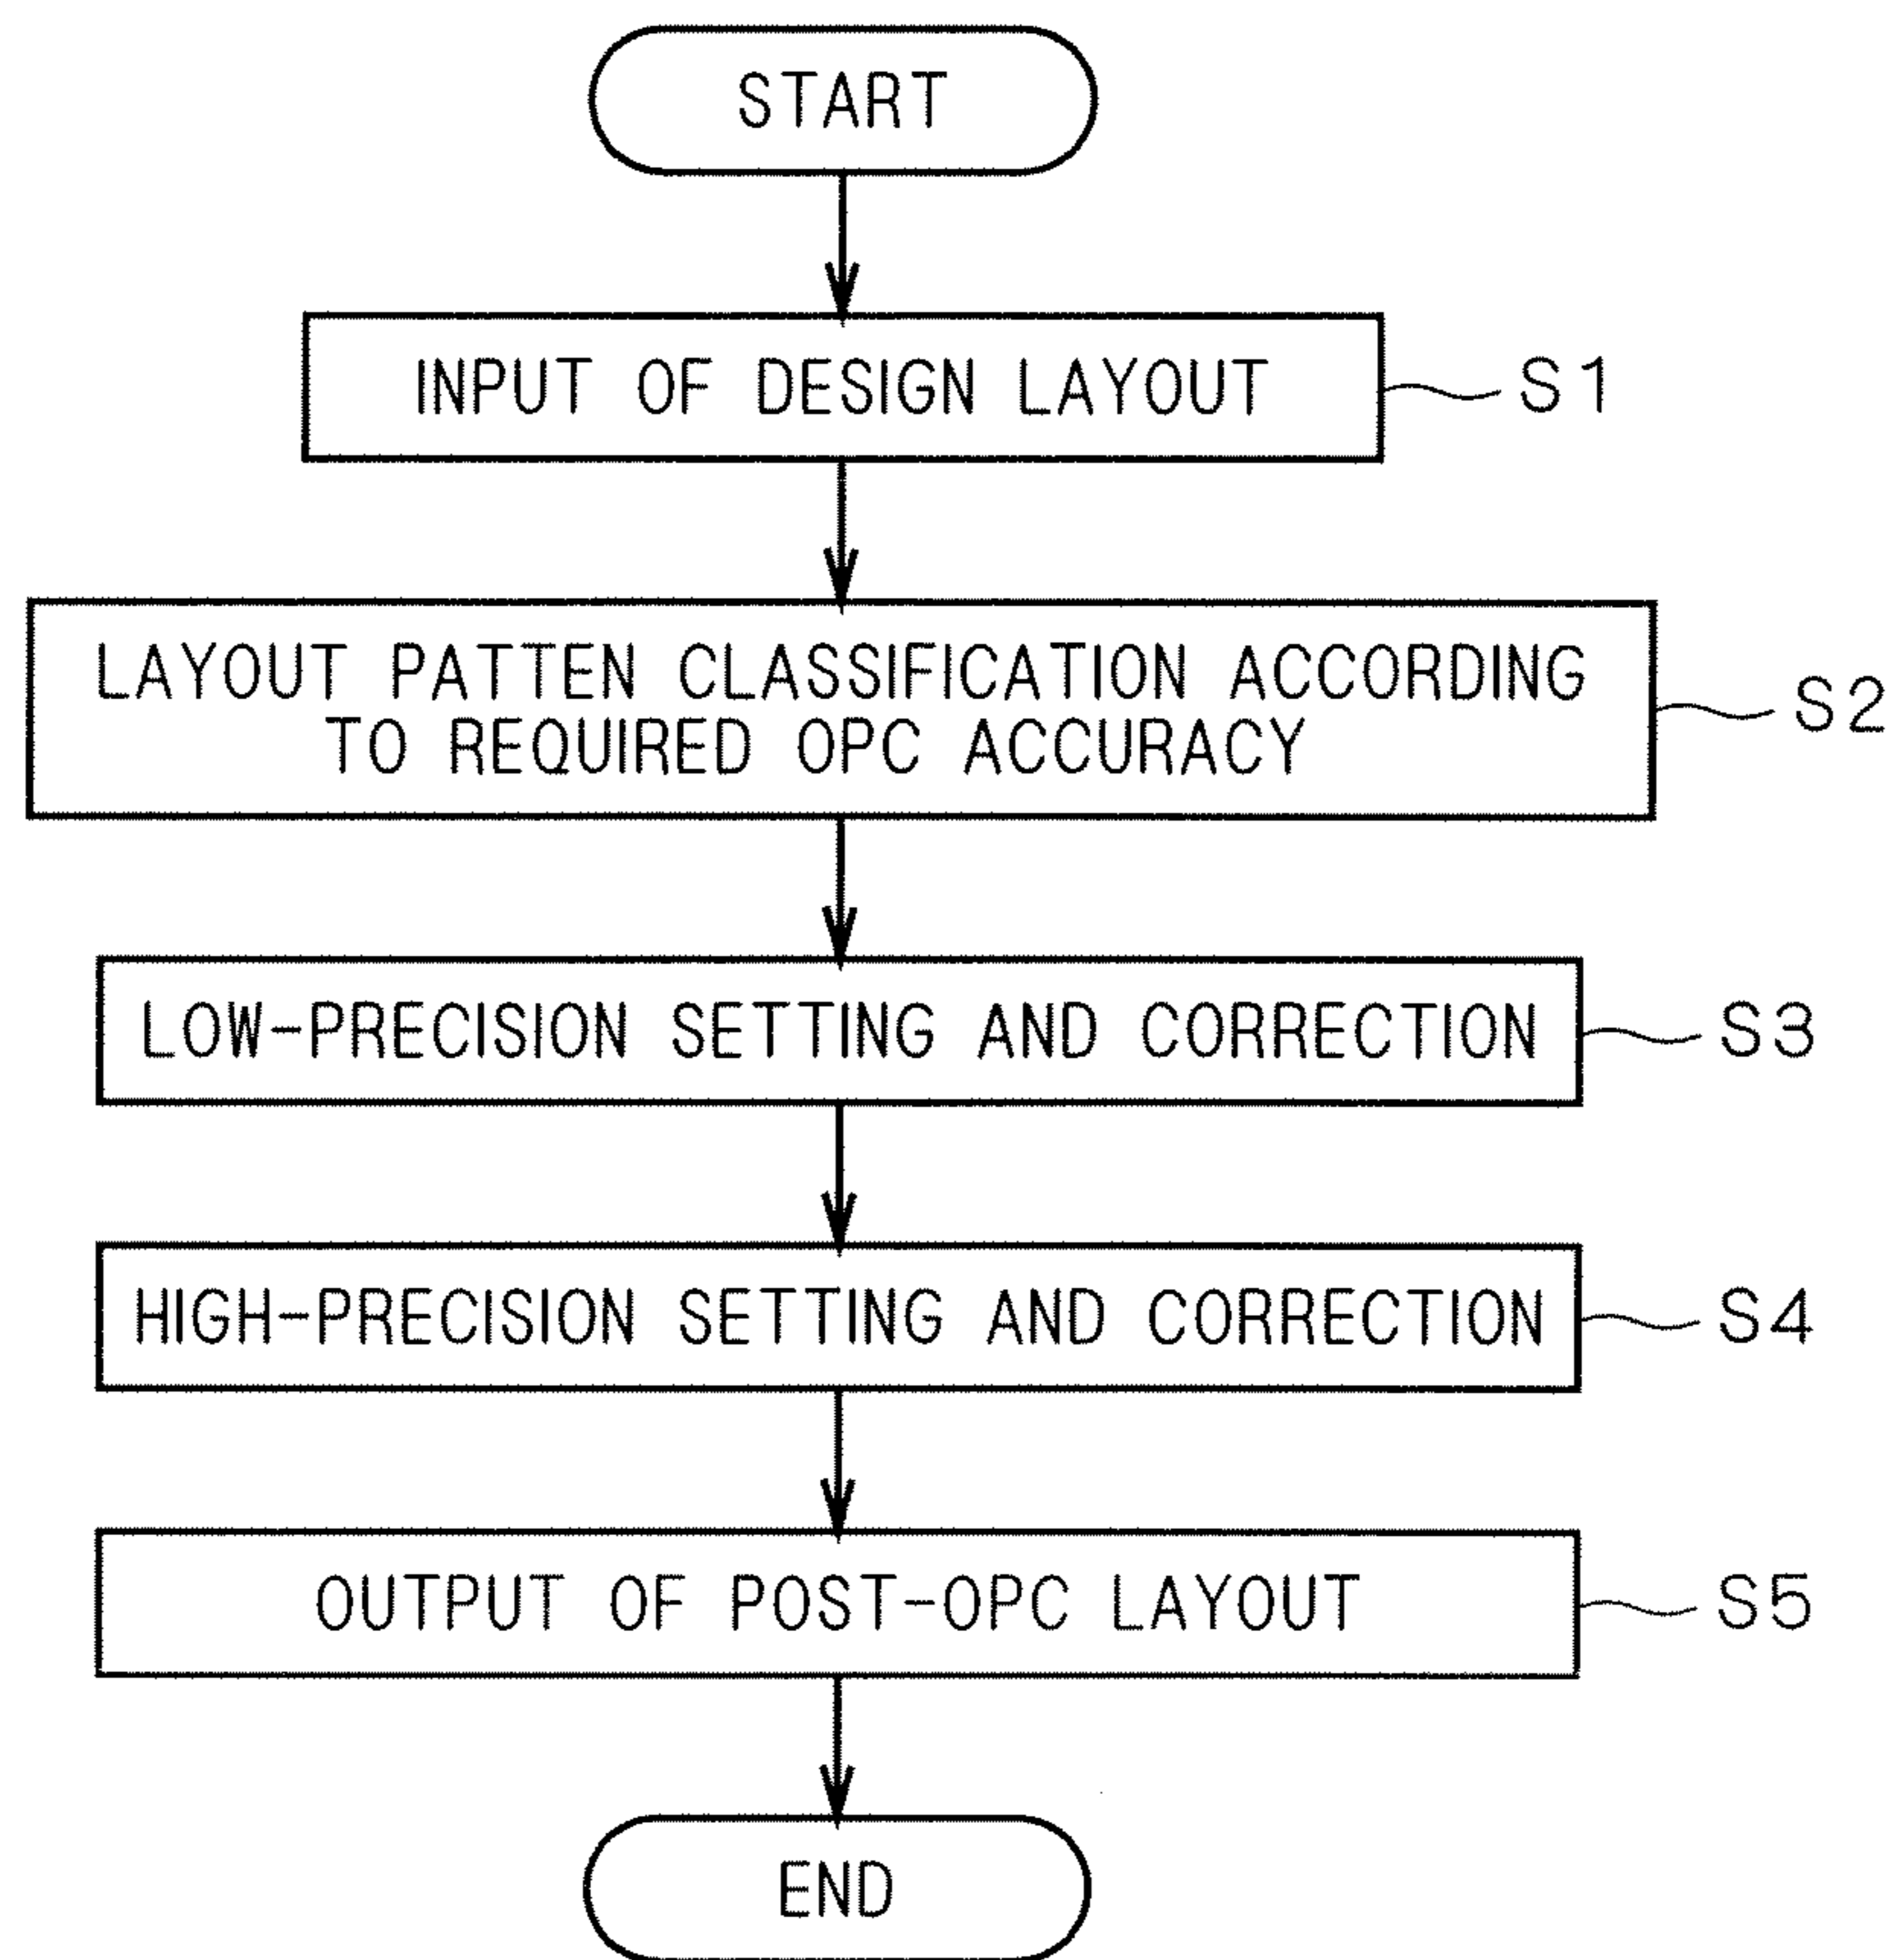 START
INPUT OF DESIGN LAYOUT
S1
LAYOUT PATTEN CLASSIFICATION ACCORDING
TO REQUIRED OPC ACCURACY
S2
LOW-PRECISION SETTING AND CORRECTION
S3
HIGH-PRECISION SETTING AND CORRECTION
S4
OUTPUT OF POST-OPC LAYOUT
S5
END